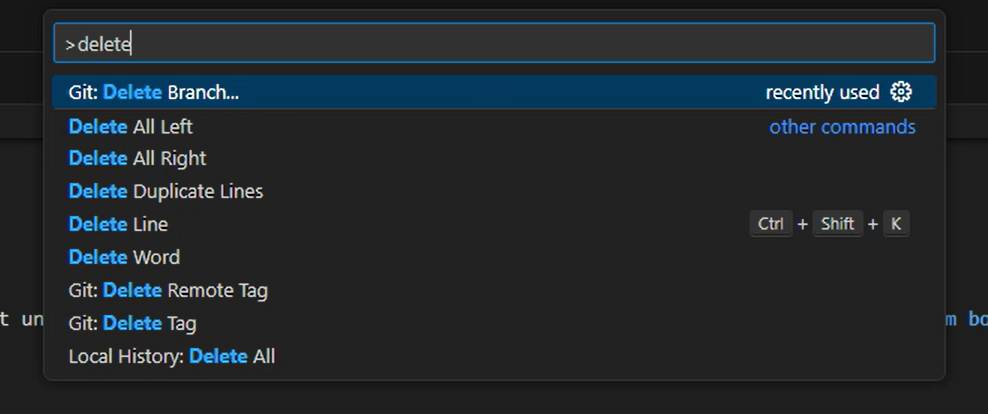 >delete
Git: Delete Branch... recently used
Delete All Left other commands
Delete All Right
Delete Duplicate Lines
Delete Line Ctrl + Shift + K
Delete Word
Git: Delete Remote Tag
t un
Git: Delete Tag
m bo
Local History: Delete All